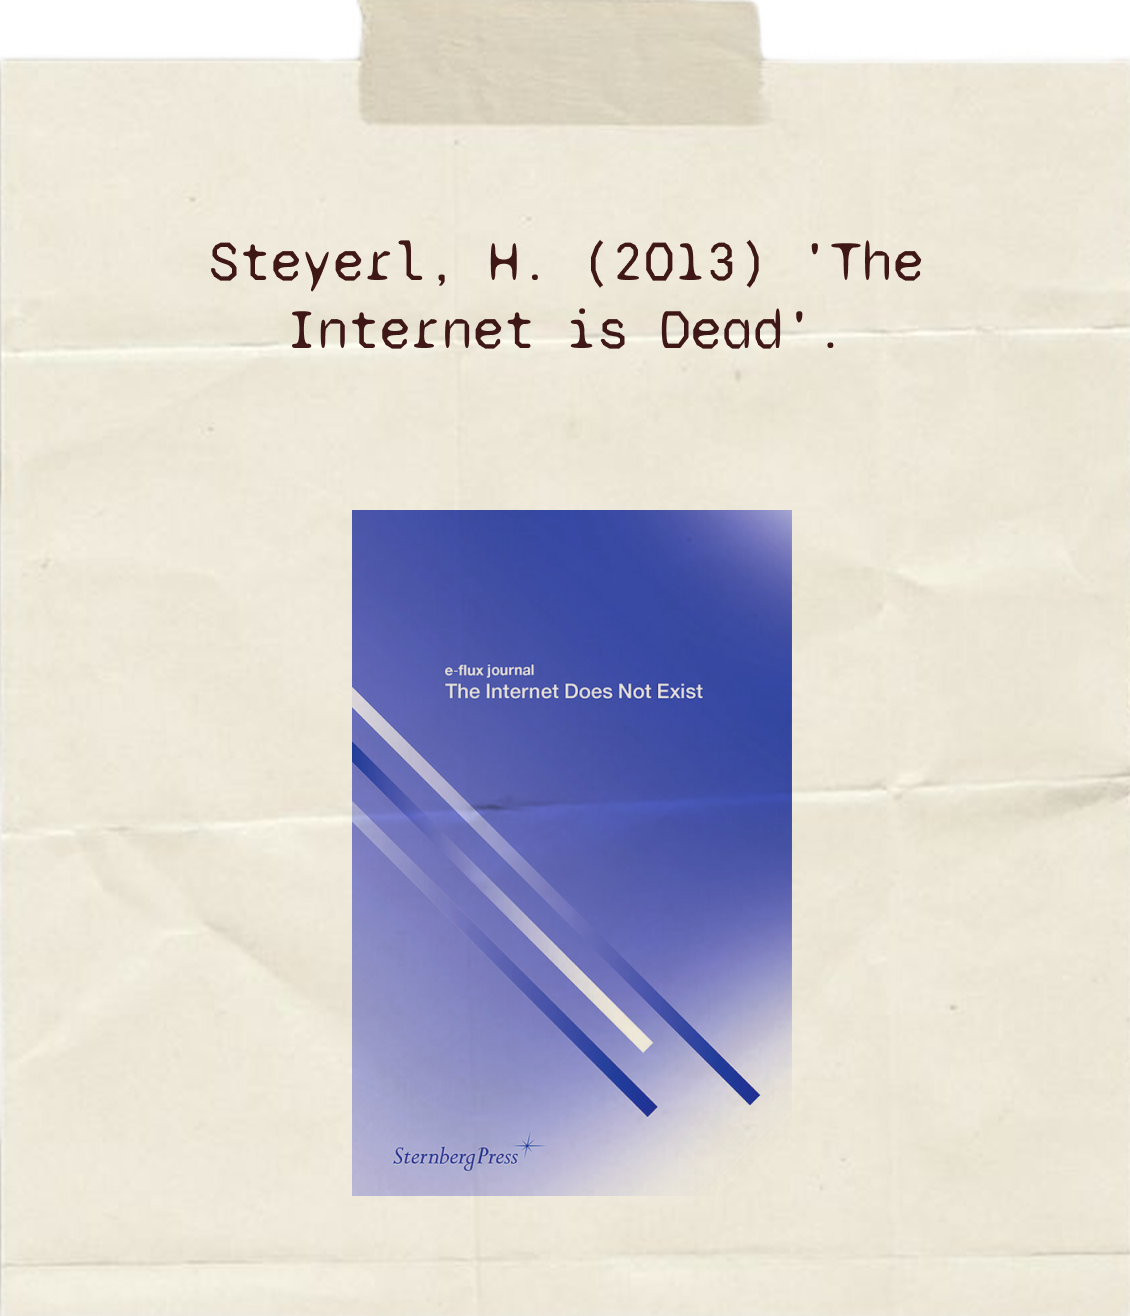 Steyerl, H. (2013) 'The
Internet is Dead'.
e-flux journal
The Internet Does Not Exist
SternbergPress